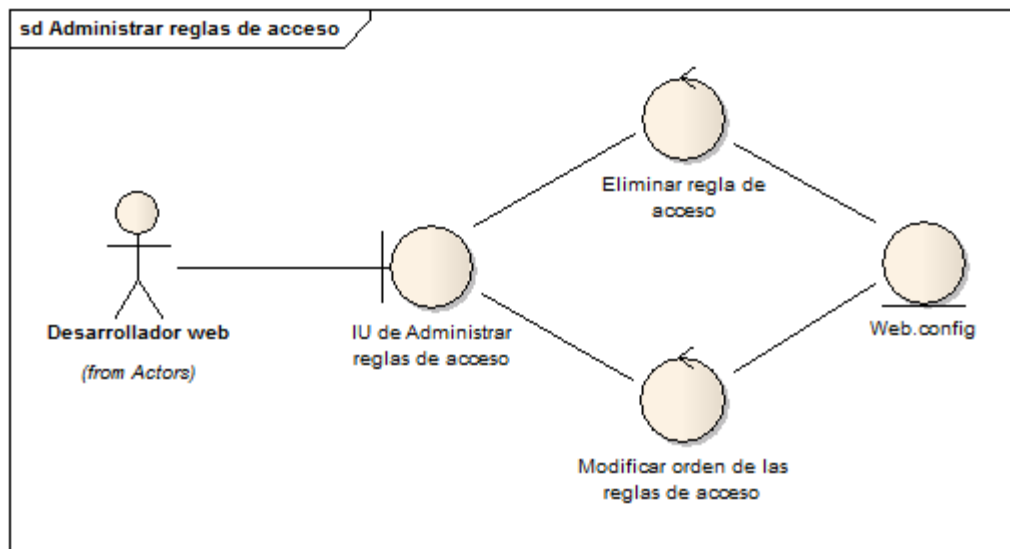 sd Administrar reglas de acceso
Eliminar regla de
acceso
Desarrollador web
(from Actors)
IU de Administrar
reglas de acceso
Web.config
Modificar orden de las
reglas de acceso